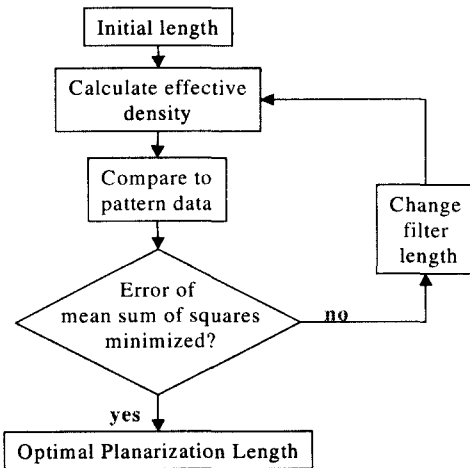 Initial length
Calculate effective
density
Compare to
pattern data
Change
filter
length
Error of
mean sum of squares
minimized?
no
yes
Optimal Planarization Length